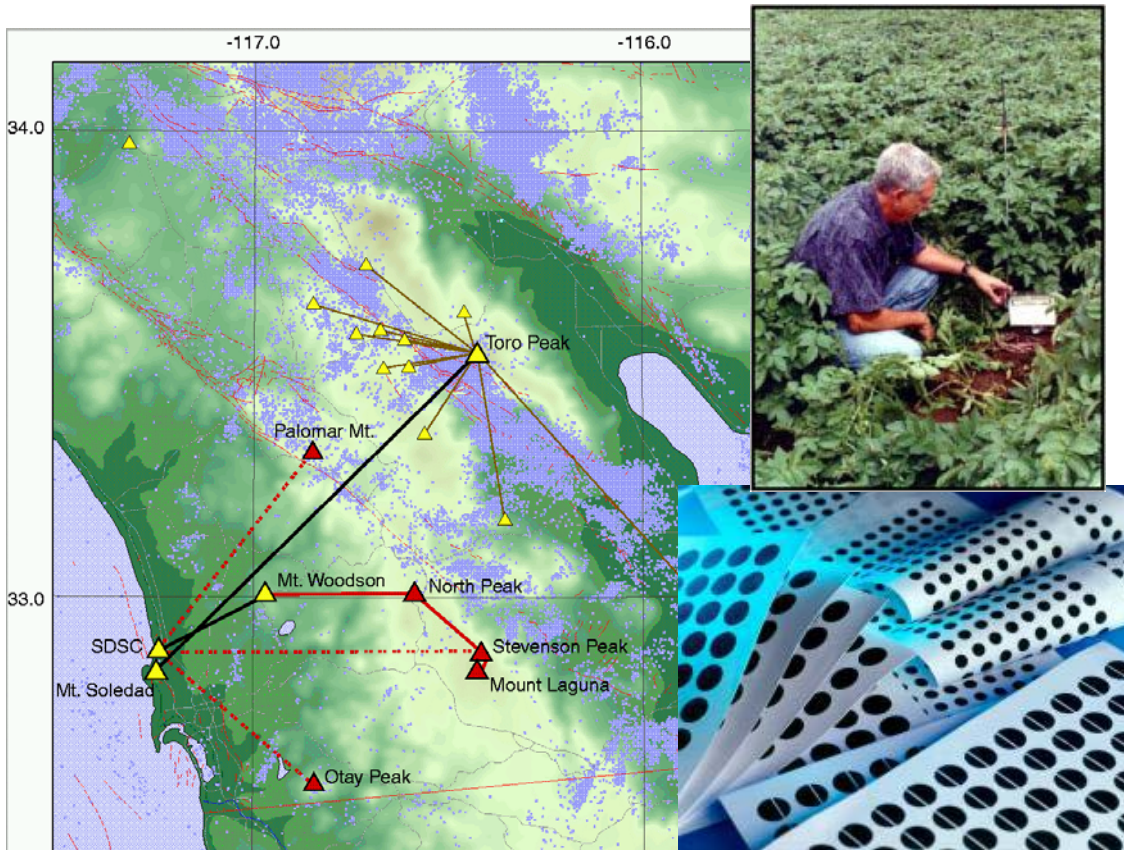 -117.0
-116.0
34.0
Toro Peak
Palomar Mt.
Mt. Woodson
North Peak
33.0
SDSC
Stevenson Peak
Mt. Soledad
Mount Laguna
Otay Peak